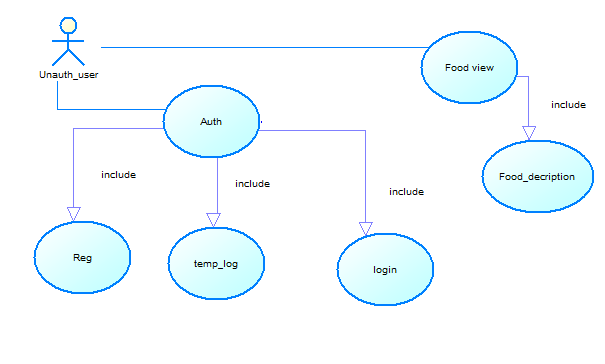 Unauth_user
Food view
include
Auth
Food_decription
include
include
include
Reg
temp_log
login